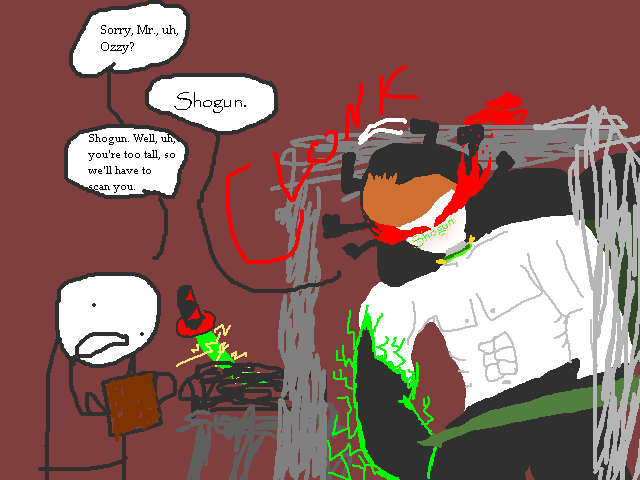 Sorry, Mr., uh,
Ozzy?
Shogun.
Shogun. Well, uh,
you're too tall, so
we'll have to
scan you.
CLONK
Shogun